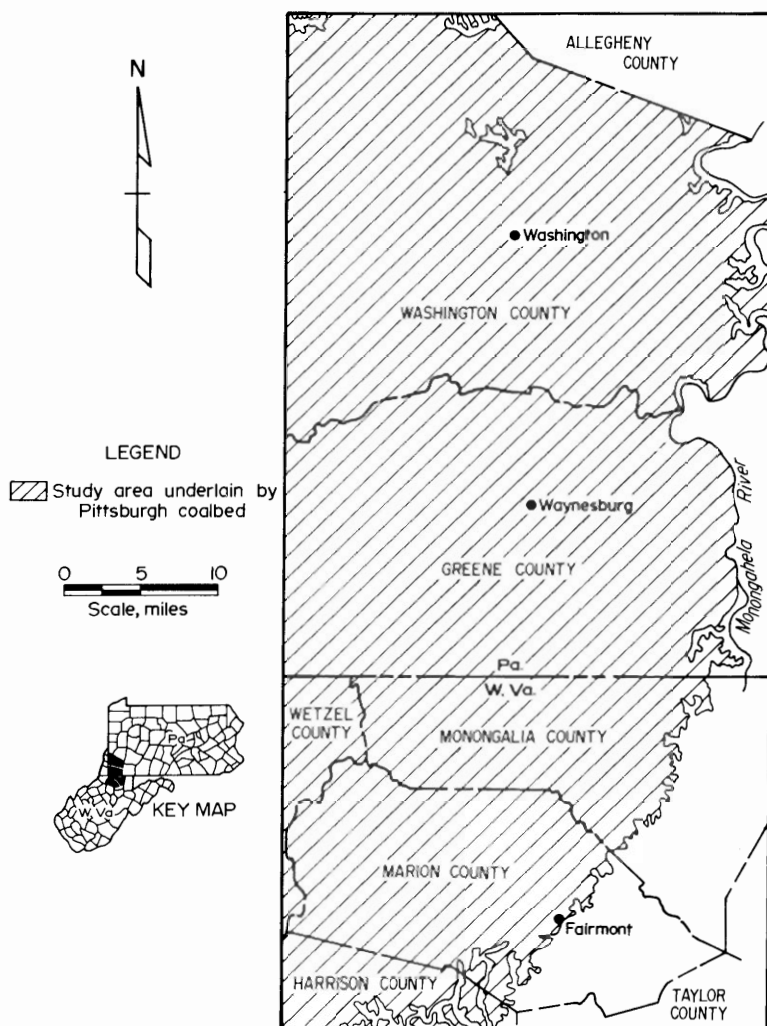 ALLEGHENY
COUNTY
N
Washington
WASHINGTON COUNTY
LEGEND
Study area underlain by
Pittsburgh coalbed
Waynesburg
Monongahela River
0 5 10
Scale, miles
GREENE COUNTY
Pa.
W. Va.
WETZEL
COUNTY
MONONGALIA COUNTY
Pa.
W. Va.
KEY MAP
MARION COUNTY
Fairmont
HARRISON COUNTY
TAYLOR
COUNTY